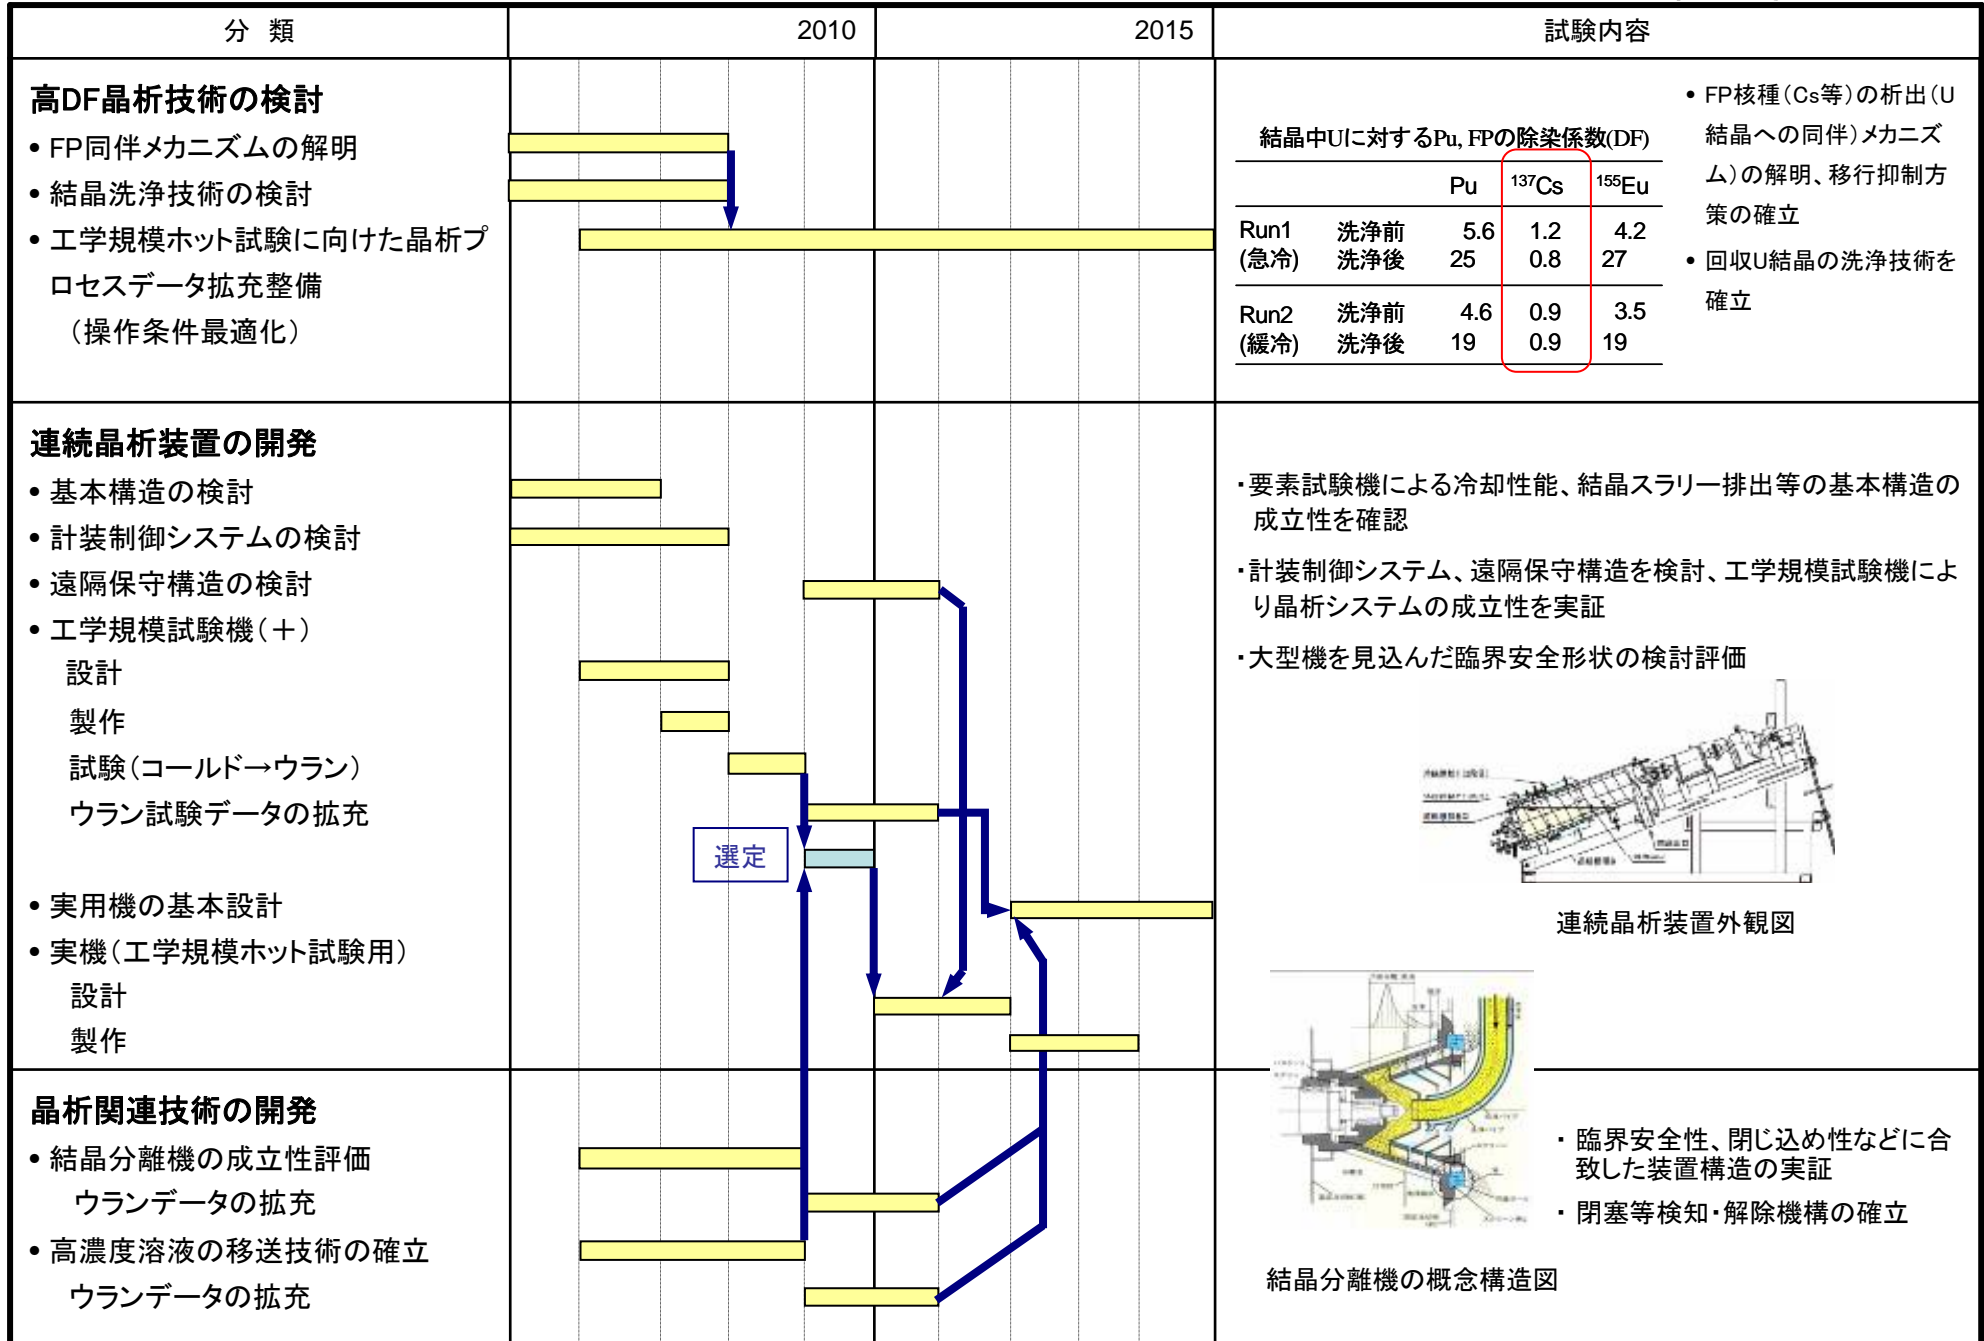 分 類
2010
2015
試験内容
高DF晶析技術の検討
• FP同伴メカニズムの解明
• 結晶洗浄技術の検討
• 工学規模ホット試験に向けた晶析プ
ロセスデータ拡充整備
（操作条件最適化）
結晶中Uに対するPu, FPの除染係数(DF)
Pu 137Cs 155Eu
Run1 洗浄前 5.6 1.2 4.2
(急冷) 洗浄後 25 0.8 27
Run2 洗浄前 4.6 0.9 3.5
(緩冷) 洗浄後 19 0.9 19
• FP核種（Cs等）の析出（U
結晶への同伴）メカニズ
ム）の解明、移行抑制方
策の確立
• 回収U結晶の洗浄技術を
確立
連続晶析装置の開発
• 基本構造の検討
• 計装制御システムの検討
• 遠隔保守構造の検討
• 工学規模試験機（＋）
設計
製作
試験（コールド→ウラン）
ウラン試験データの拡充
選定
• 実用機の基本設計
• 実機（工学規模ホット試験用）
設計
製作
・要素試験機による冷却性能、結晶スラリー排出等の基本構造の
成立性を確認
・計装制御システム、遠隔保守構造を検討、工学規模試験機によ
り晶析システムの成立性を実証
・大型機を見込んだ臨界安全形状の検討評価
連続晶析装置外観図
晶析関連技術の開発
• 結晶分離機の成立性評価
ウランデータの拡充
• 高濃度溶液の移送技術の確立
ウランデータの拡充
・ 臨界安全性、閉じ込め性などに合
致した装置構造の実証
・ 閉塞等検知・解除機構の確立
結晶分離機の概念構造図